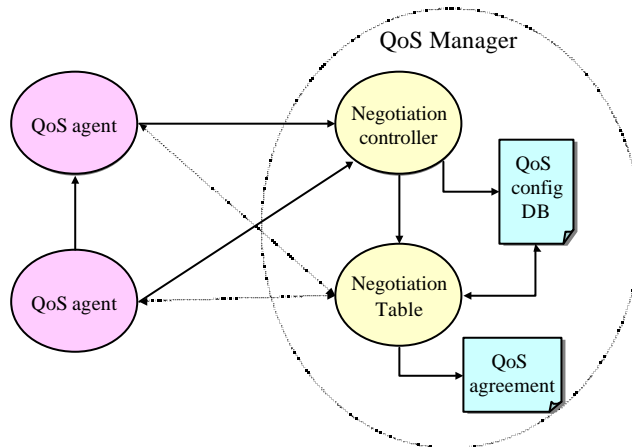 QoS Manager
QoS agent
Negotiation
controller
QoS
config
DB
QoS agent
Negotiation
Table
QoS
agreement